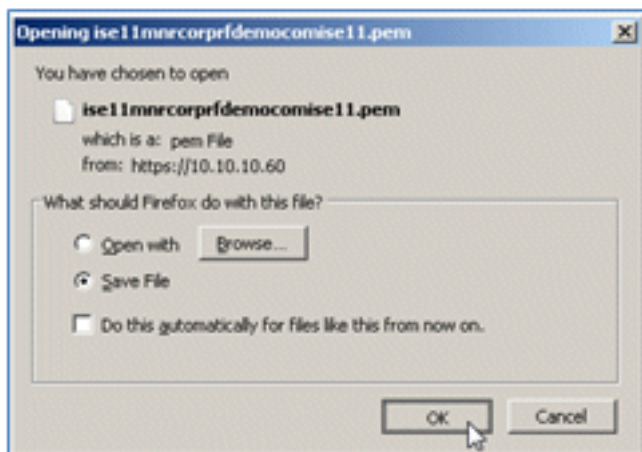 Opening ise11mnrcorprfdemocomise11.pem
You have chosen to open
ise11mnrcorprfdemocomise11.pem
which is a: pem File
from: https://10.10.10.60
What should Firefox do with this file?
Open with Browse...
Save File
Do this automatically for files like this from now on.
OK Cancel